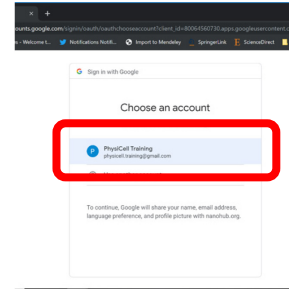 ounts.google.com/signin/oauth/oauthchooseaccount?client_id=80064560730.apps.googleusercontent.c
- Welcome t... Notifications Notifi... Import to Mendeley SpringerLink ScienceDirect
G Sign in with Google
Choose an account
P PhysiCell Training
physicell.training@gmail.com
To continue, Google will share your name, email address,
language preference, and profile picture with nanohub.org.